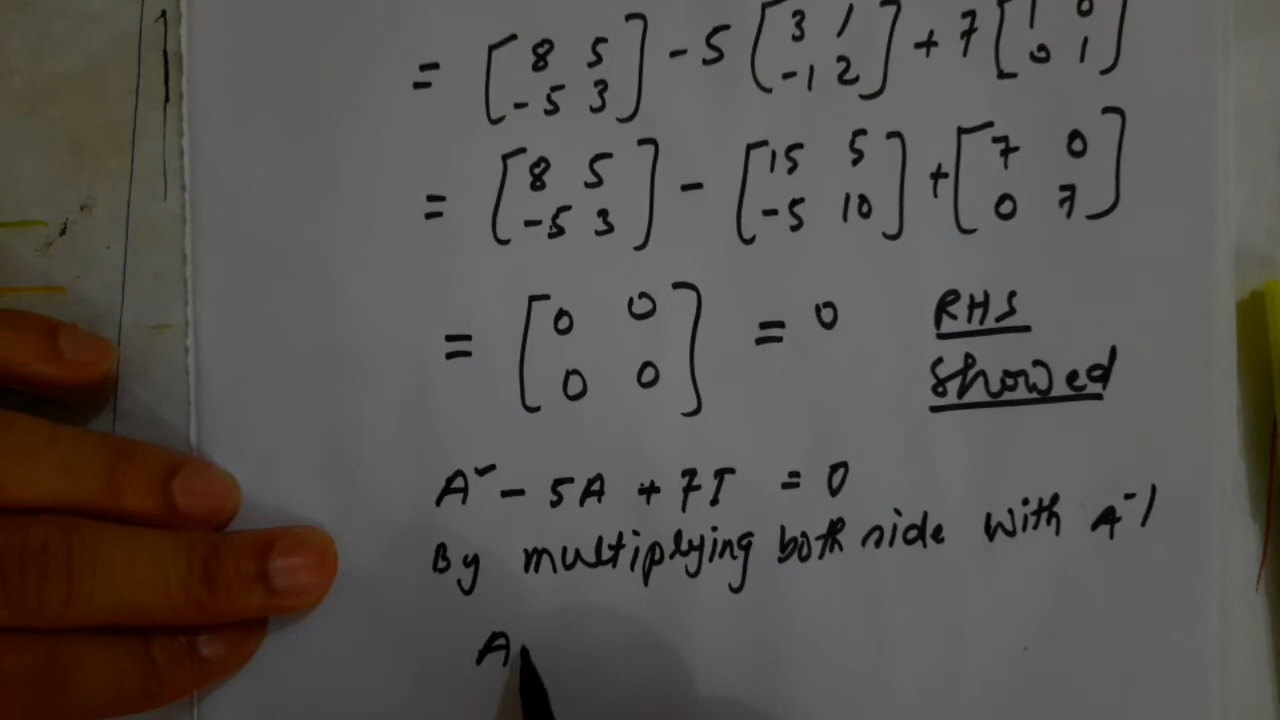 = [8 5 -5 3] - 5 [3 1 -1 2] + 7 [1 0 0 1]
= [8 5 -5 3] - [15 5 -5 10] + [7 0 0 7]
= [0 0 0 0] = 0 RHS
Showed
A² - 5A + 7I = 0
By multiplying both side with A⁻¹
A